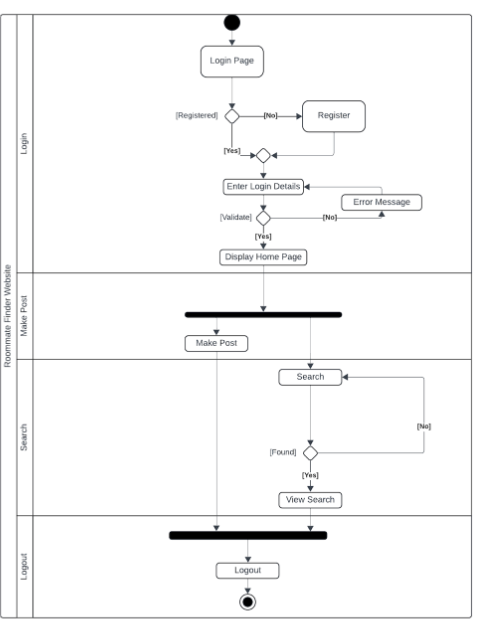 Roommate Finder Website
Login
Login Page
[Registered]
[No]
Register
[Yes]
Enter Login Details
Error Message
[Validate]
[No]
[Yes]
Display Home Page
Make Post
Make Post
Search
Search
[No]
[Found]
[Yes]
View Search
Logout
Logout